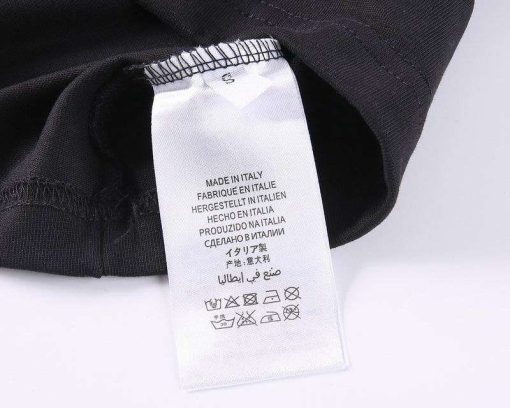 S
MADE IN ITALY
FABRIQUE EN ITALIE
HERGESTELLT IN ITALIEN
HECHO EN ITALIA
PRODUZIDO NA ITALIA
СДЕЛАНО В ИТАЛИИ
イタリア製
产地:意大利
صنع في إيطاليا